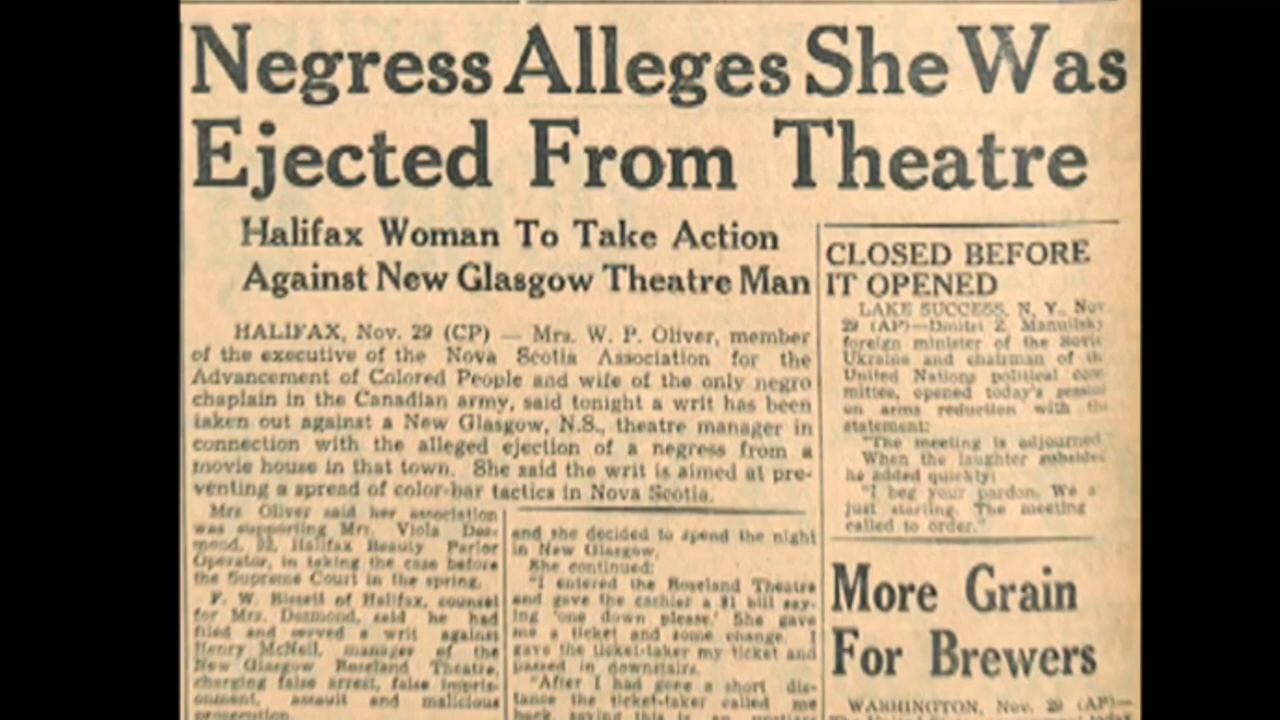 Negress Alleges She Was
Ejected From Theatre
Halifax Woman To Take Action
Against New Glasgow Theatre Man
HALIFAX, Nov. 29 (CP) — Mrs. W. P. Oliver, member
of the executive of the Nova Scotia Association for the
Advancement of Colored People and wife of the only negro
chaplain in the Canadian army, said tonight a writ has been
taken out against a New Glasgow, N.S., theatre manager in
connection with the alleged ejection of a negress from a
movie house in that town. She said the writ is aimed at pre-
venting a spread of color-bar tactics in Nova Scotia.
Mrs Oliver said her association
was supporting Mrs. Viola Des-
mond, 32, Halifax Beauty Parlor
Operator, in taking the case before
the Supreme Court in the spring.
F. W. Bissett of Halifax, counsel
for Mrs. Desmond, said he had
filed and served a writ against
Henry McNeil, manager of the
New Glasgow Roseland Theatre,
charging false arrest, false impris-
onment, assault and malicious
prosecution.
and she decided to spend the night
in New Glasgow.
She continued:
"I entered the Roseland Theatre
and gave the cashier a $1 bill say-
ing 'one down please.' She gave
me a ticket and some change. I
gave the ticket-taker my ticket and
passed in downstairs.
"After I had gone a short dis-
tance the ticket-taker called me
back, saying this is an upstairs
CLOSED BEFORE
IT OPENED
LAKE SUCCESS, N. Y., Nov
29 (AP)—Dmitri Z. Manuilsky
foreign minister of the Soviet
Ukraine and chairman of th
United Nations political com
mittee, opened today's session
on arms reduction with the
statement:
"The meeting is adjourned."
When the laughter subsided
he added quickly:
"I beg your pardon. We a
just starting. The meeting
called to order."
More Grain
For Brewers
WASHINGTON, Nov. 29 (AP)—